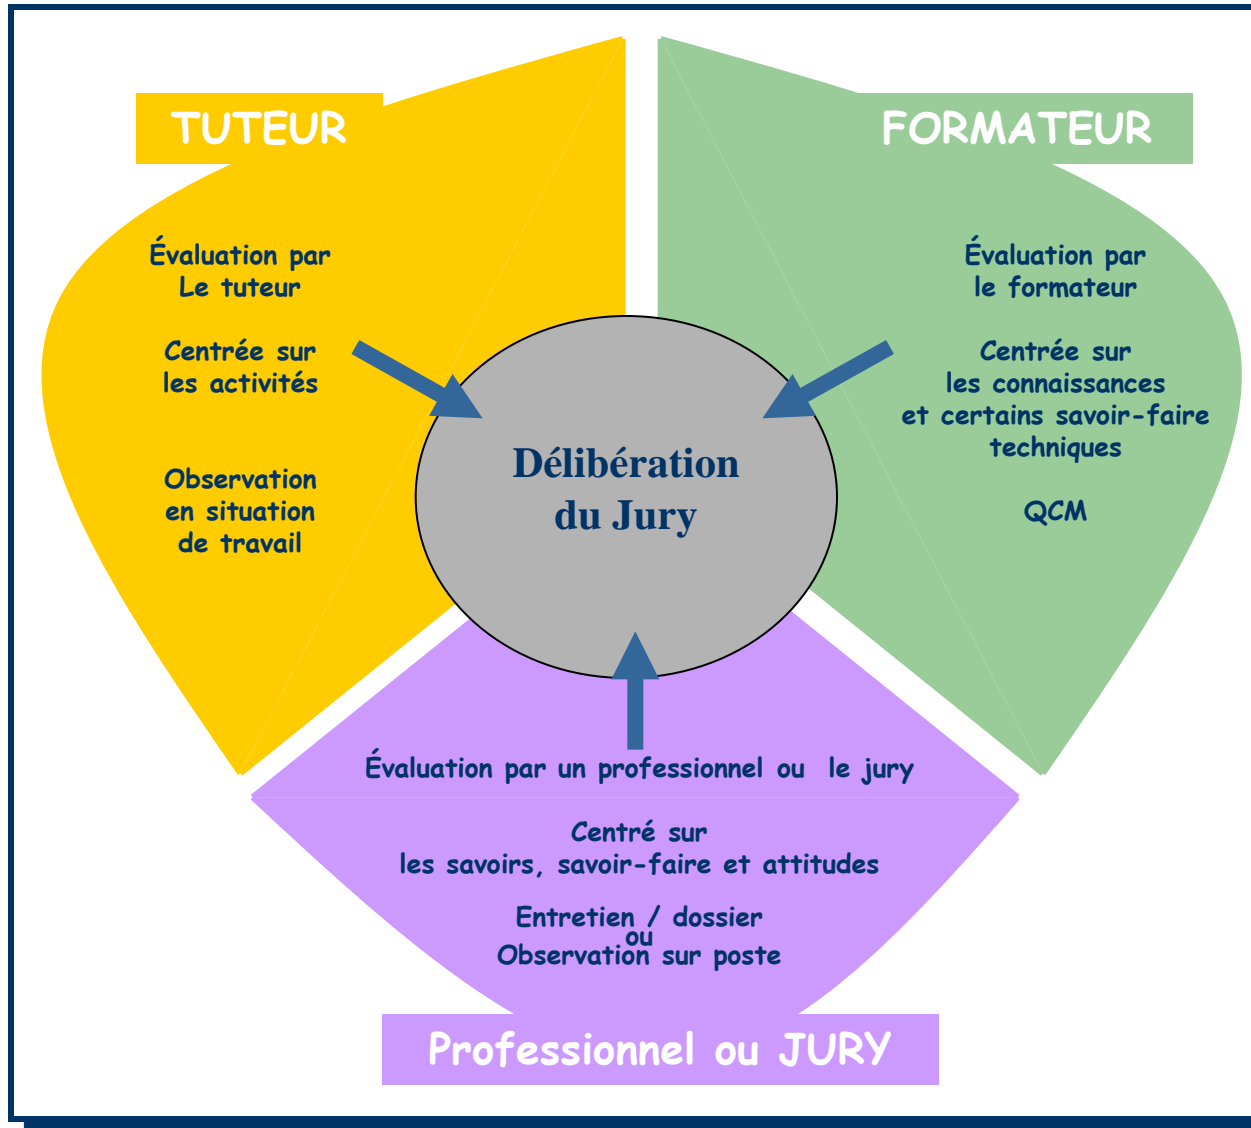 TUTEUR
Évaluation par
Le tuteur
Centrée sur
les activités
Observation
en situation
de travail
FORMATEUR
Évaluation par
le formateur
Centrée sur
les connaissances
et certains savoir-faire
techniques
QCM
Délibération
du Jury
Évaluation par un professionnel ou le jury
Centré sur
les savoirs, savoir-faire et attitudes
Entretien / dossier
ou
Observation sur poste
Professionnel ou JURY